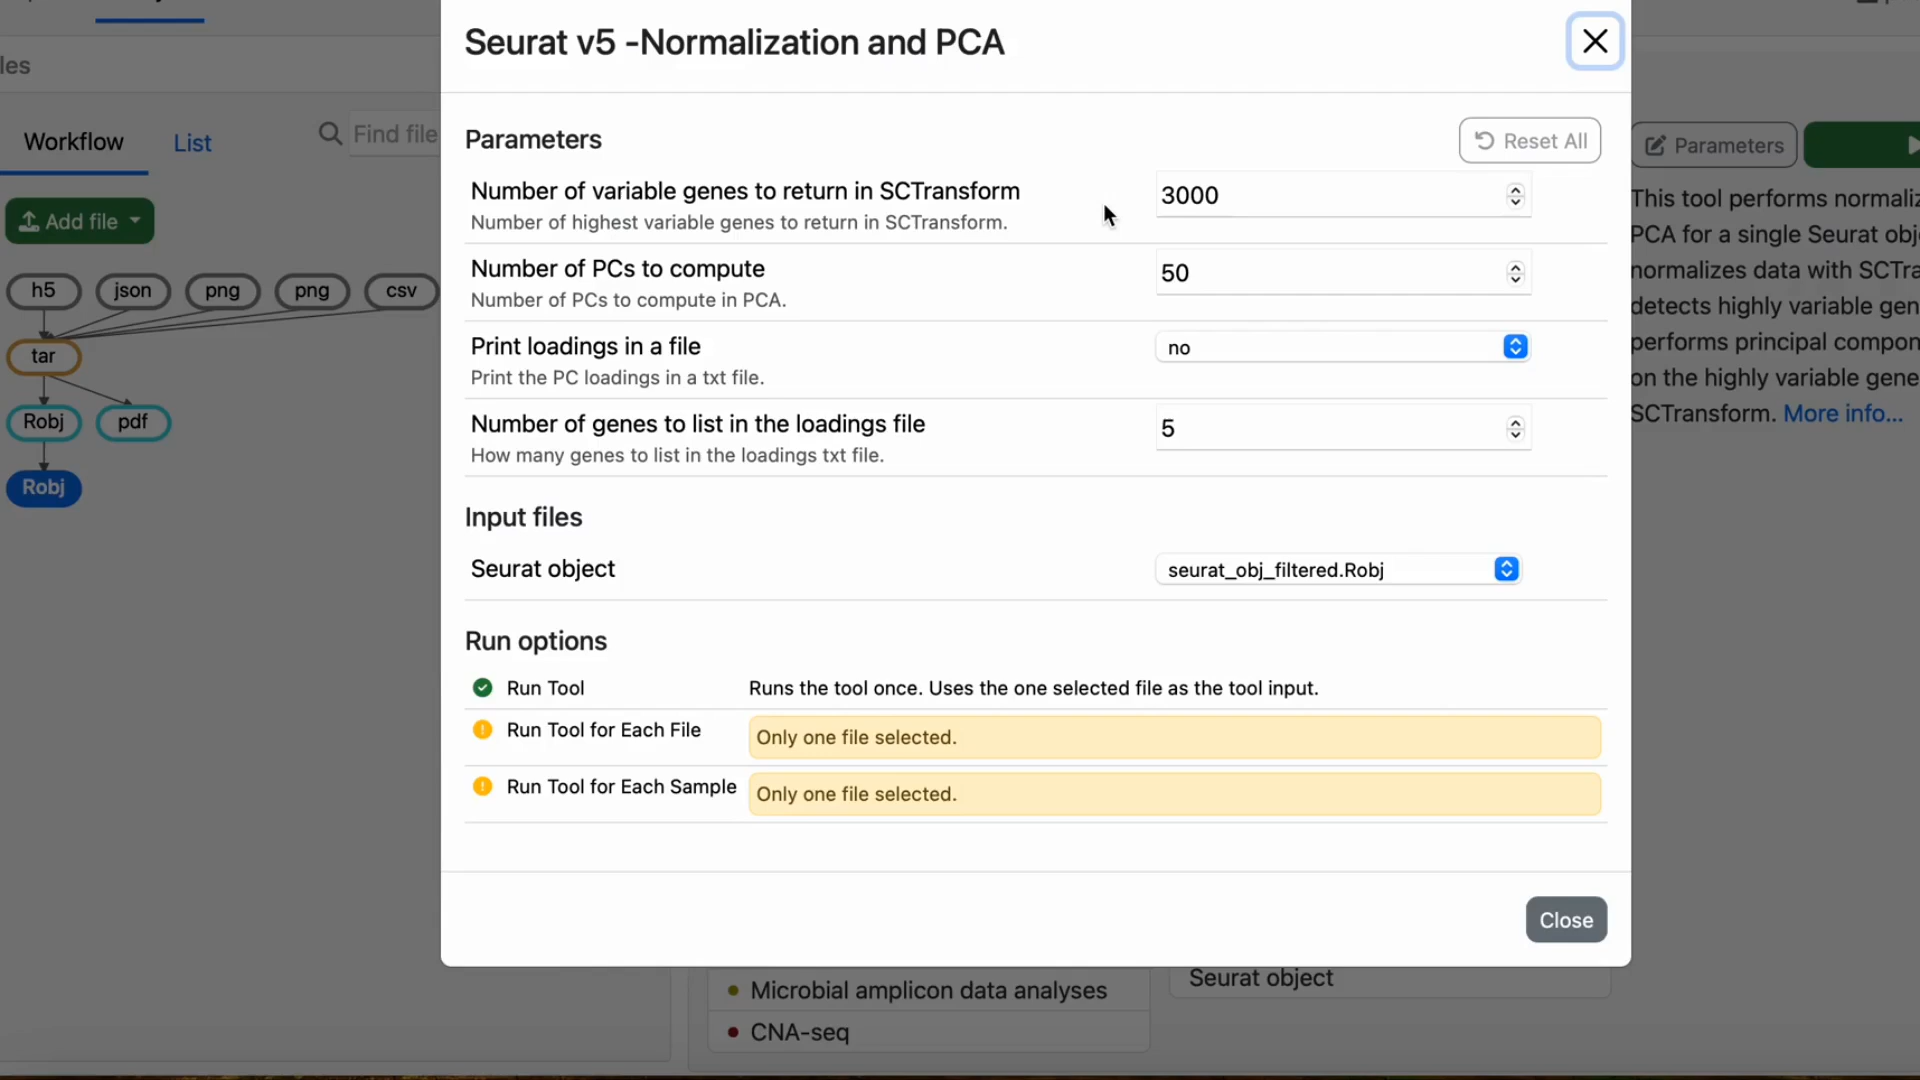 Seurat v5 -Normalization and PCA
les
Workflow
List
Find file
Add file
h5
json
png
png
csv
tar
Robj
pdf
Robj
Parameters
Reset All
Number of variable genes to return in SCTransform
3000
Number of highest variable genes to return in SCTransform.
Number of PCs to compute
50
Number of PCs to compute in PCA.
Print loadings in a file
no
Print the PC loadings in a txt file.
Number of genes to list in the loadings file
5
How many genes to list in the loadings txt file.
Input files
Seurat object
seurat_obj_filtered.Robj
Run options
Run Tool
Runs the tool once. Uses the one selected file as the tool input.
Run Tool for Each File
Only one file selected.
Run Tool for Each Sample
Only one file selected.
Close
Parameters
This tool performs normaliz
PCA for a single Seurat obj
normalizes data with SCTra
detects highly variable gen
performs principal compon
on the highly variable gene
SCTransform. More info...
Microbial amplicon data analyses
CNA-seq
Seurat object